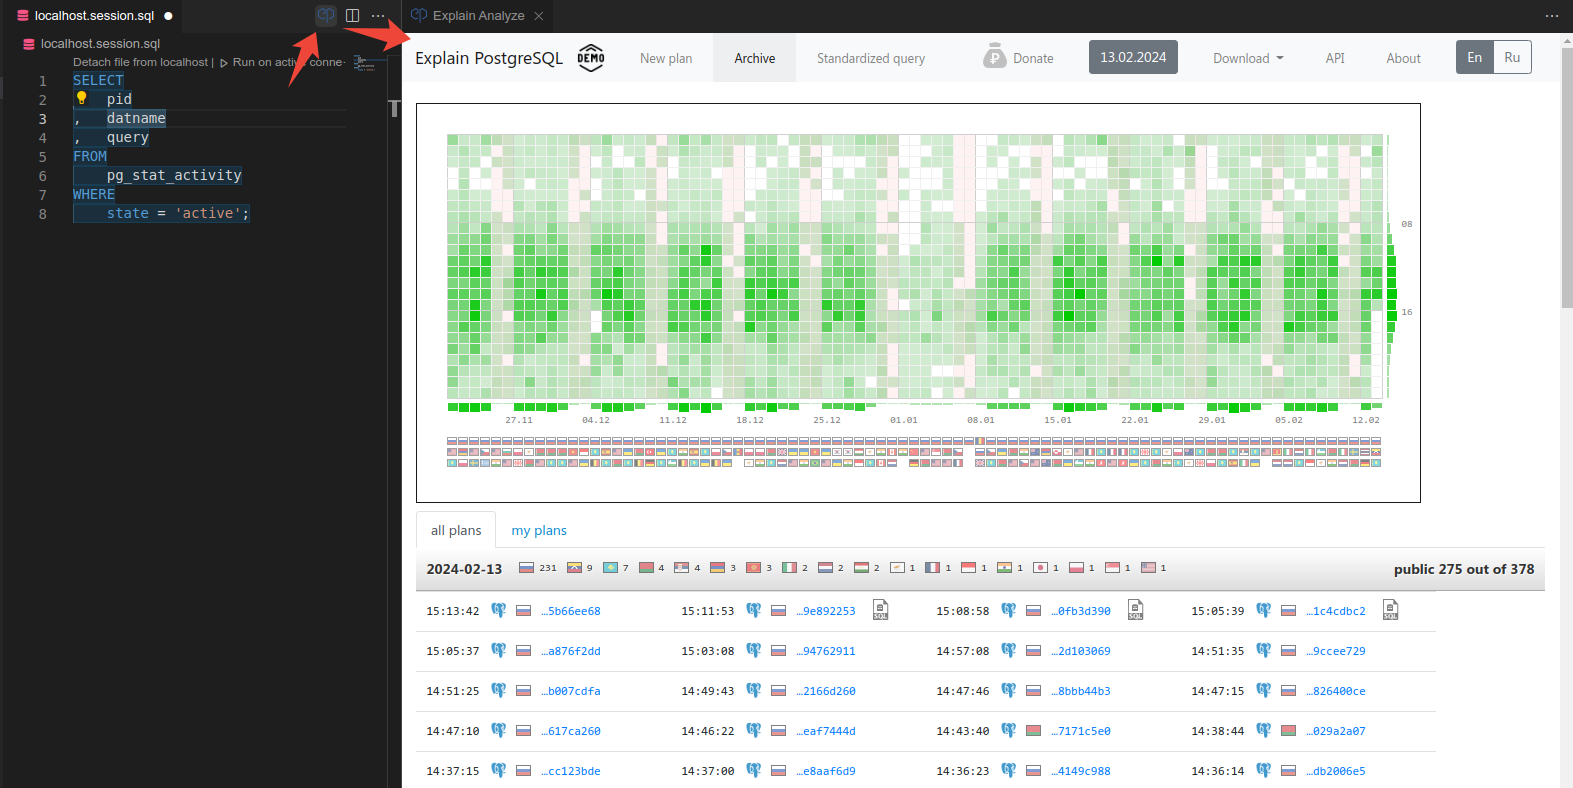 localhost.session.sql
Explain Analyze
localhost.session.sql
Detach file from localhost | Run on active conne
1 SELECT
2 pid
3 , datname
4 , query
5 FROM
6 pg_stat_activity
7 WHERE
8 state = 'active';
Explain PostgreSQL DEMO New plan Archive Standardized query Donate 13.02.2024 Download API About En Ru
08
16
27.11 04.12 11.12 18.12 25.12 01.01 08.01 15.01 22.01 29.01 05.02 12.02
all plans my plans
2024-02-13 231 9 7 4 4 3 3 2 2 2 1 1 1 1 1 1 1 1 public 275 out of 378
15:13:42 …5b66ee68 15:11:53 …9e892253 SQL 15:08:58 …0fb3d390 SQL 15:05:39 …1c4cdbc2 SQL
15:05:37 …a876f2dd 15:03:08 …94762911 14:57:08 …2d103069 14:51:35 …9ccee729
14:51:25 …b007cdfa 14:49:43 …2166d260 14:47:46 …8bbb44b3 14:47:15 …826400ce
14:47:10 …617ca260 14:46:22 …eaf7444d 14:43:40 …7171c5e0 14:38:44 …029a2a07
14:37:15 …cc123bde 14:37:00 …e8aaf6d9 14:36:23 …4149c988 14:36:14 …db2006e5